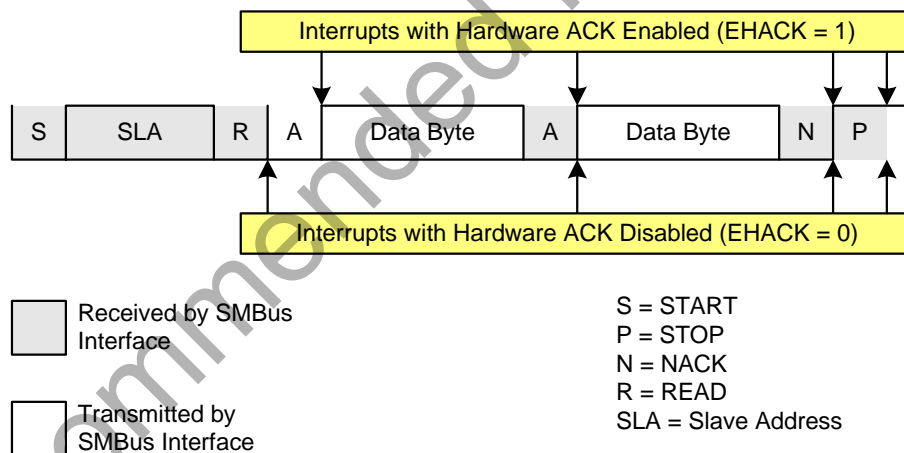 Interrupts with Hardware ACK Enabled (EHACK = 1)
S SLA R A Data Byte A Data Byte N P
Interrupts with Hardware ACK Disabled (EHACK = 0)
Received by SMBus
Interface
Transmitted by
SMBus Interface
S = START
P = STOP
N = NACK
R = READ
SLA = Slave Address
ommended